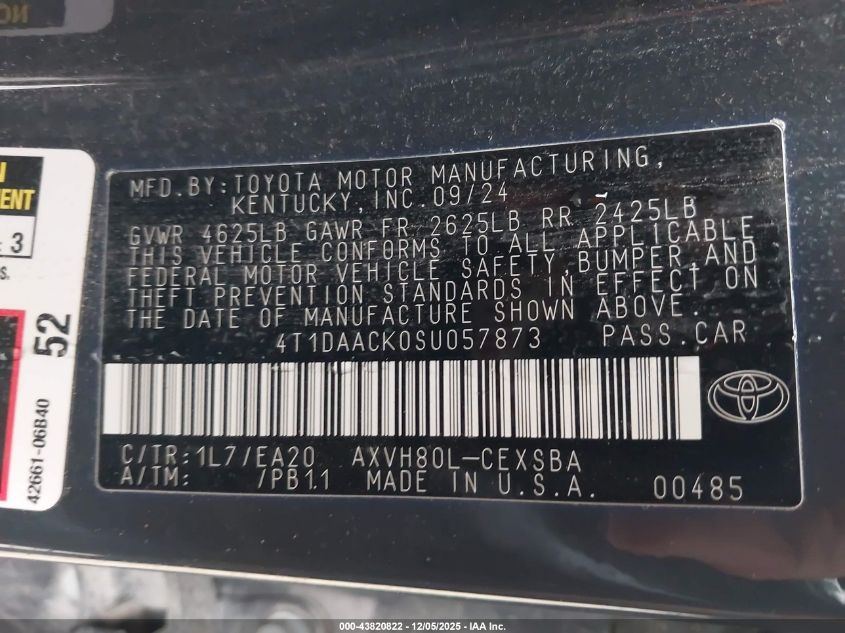 MFD. BY: TOYOTA MOTOR MANUFACTURING,
KENTUCKY, INC. 09/24
GVWR 4625LB GAWR FR 2625LB RR 2425LB
THIS VEHICLE CONFORMS TO ALL APPLICABLE
FEDERAL MOTOR VEHICLE SAFETY, BUMPER, AND
THEFT PREVENTION STANDARDS IN EFFECT ON
THE DATE OF MANUFACTURE SHOWN ABOVE.
4T1DAACK0SU057873 PASS. CAR
C/TR: 1L7/EA20 AXVH80L-CEXSBA
A/TM: /PB11 MADE IN U.S.A. 00485
3
52
42661-06B40
000-43820822 - 12/05/2025 - IAA Inc.